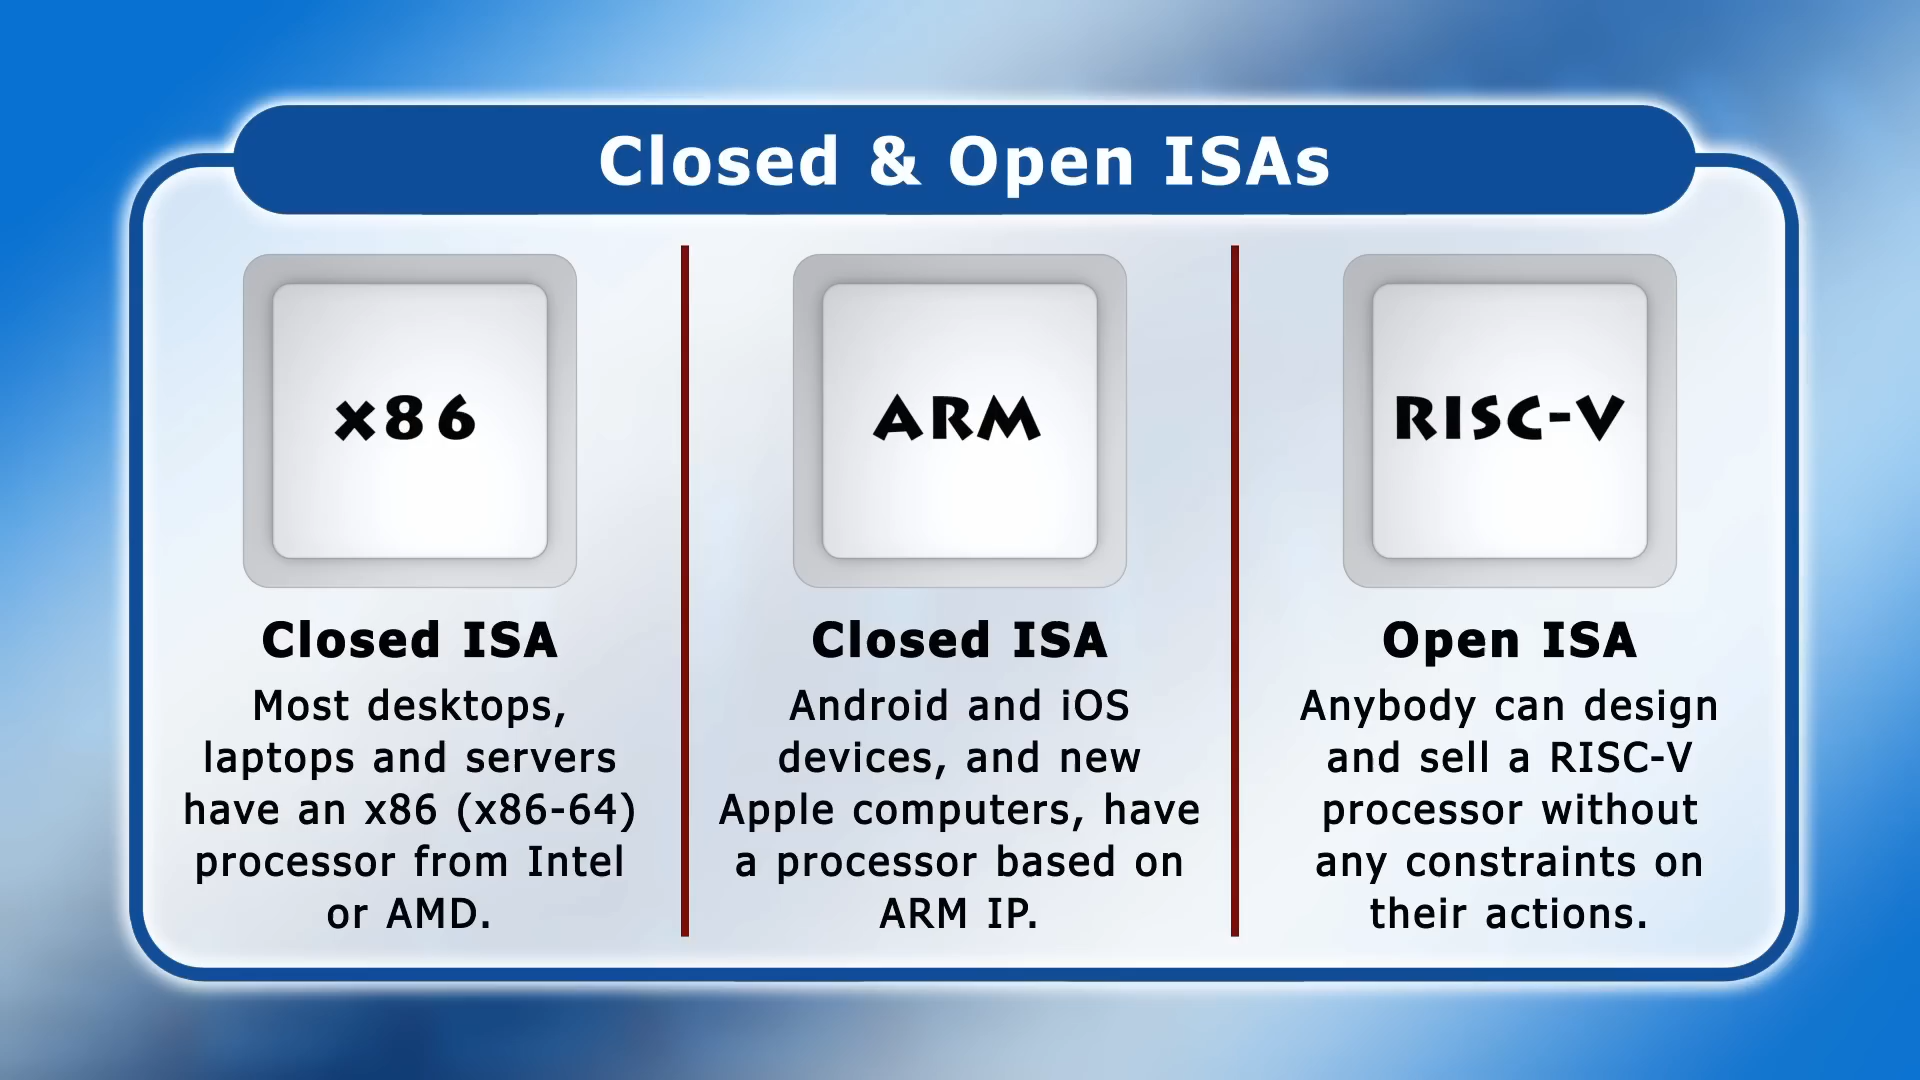 Closed & Open ISAs
x86
Closed ISA
Most desktops,
laptops and servers
have an x86 (x86-64)
processor from Intel
or AMD.
ARM
Closed ISA
Android and iOS
devices, and new
Apple computers, have
a processor based on
ARM IP.
RISC-V
Open ISA
Anybody can design
and sell a RISC-V
processor without
any constraints on
their actions.